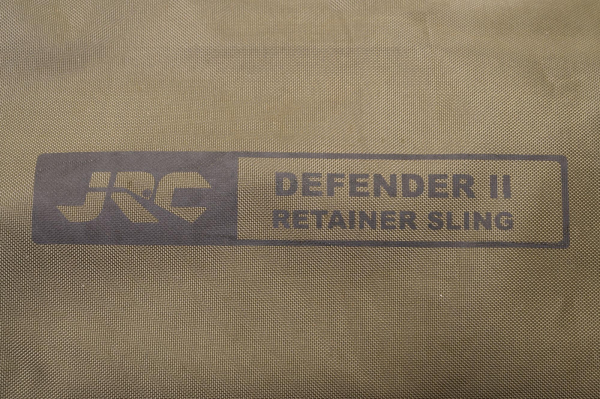 JRC
DEFENDER II
RETAINER SLING